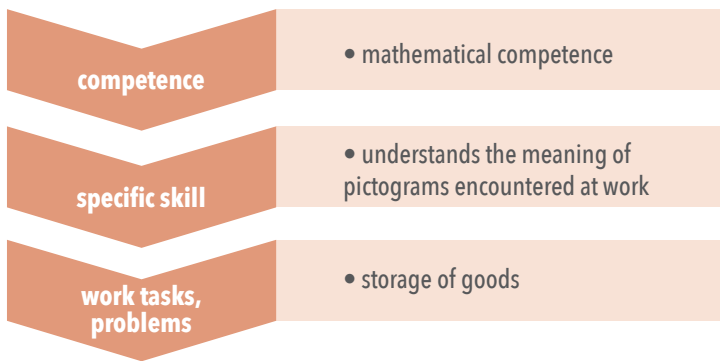 competence
• mathematical competence
specific skill
• understands the meaning of
pictograms encountered at work
work tasks,
problems
• storage of goods